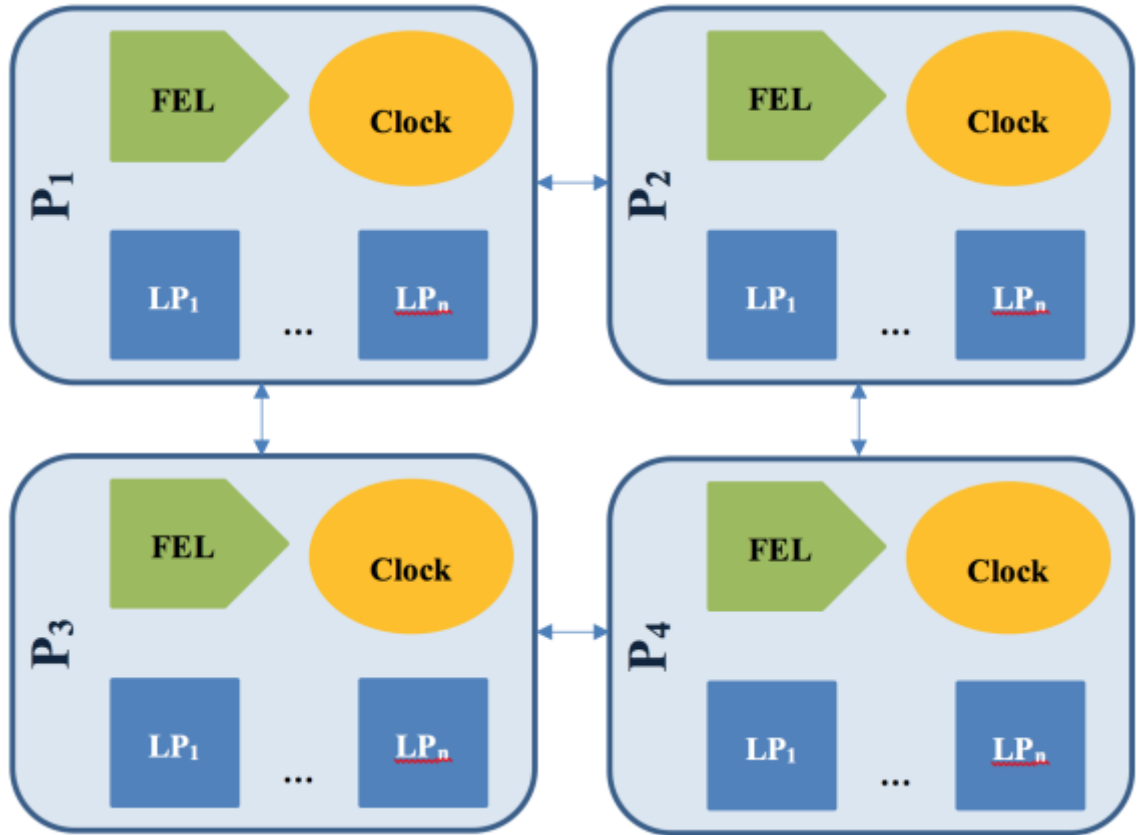 P₁
FEL
Clock
LP₁
...
LPₙ
P₂
FEL
Clock
LP₁
...
LPₙ
P₃
FEL
Clock
LP₁
...
LPₙ
P₄
FEL
Clock
LP₁
...
LPₙ